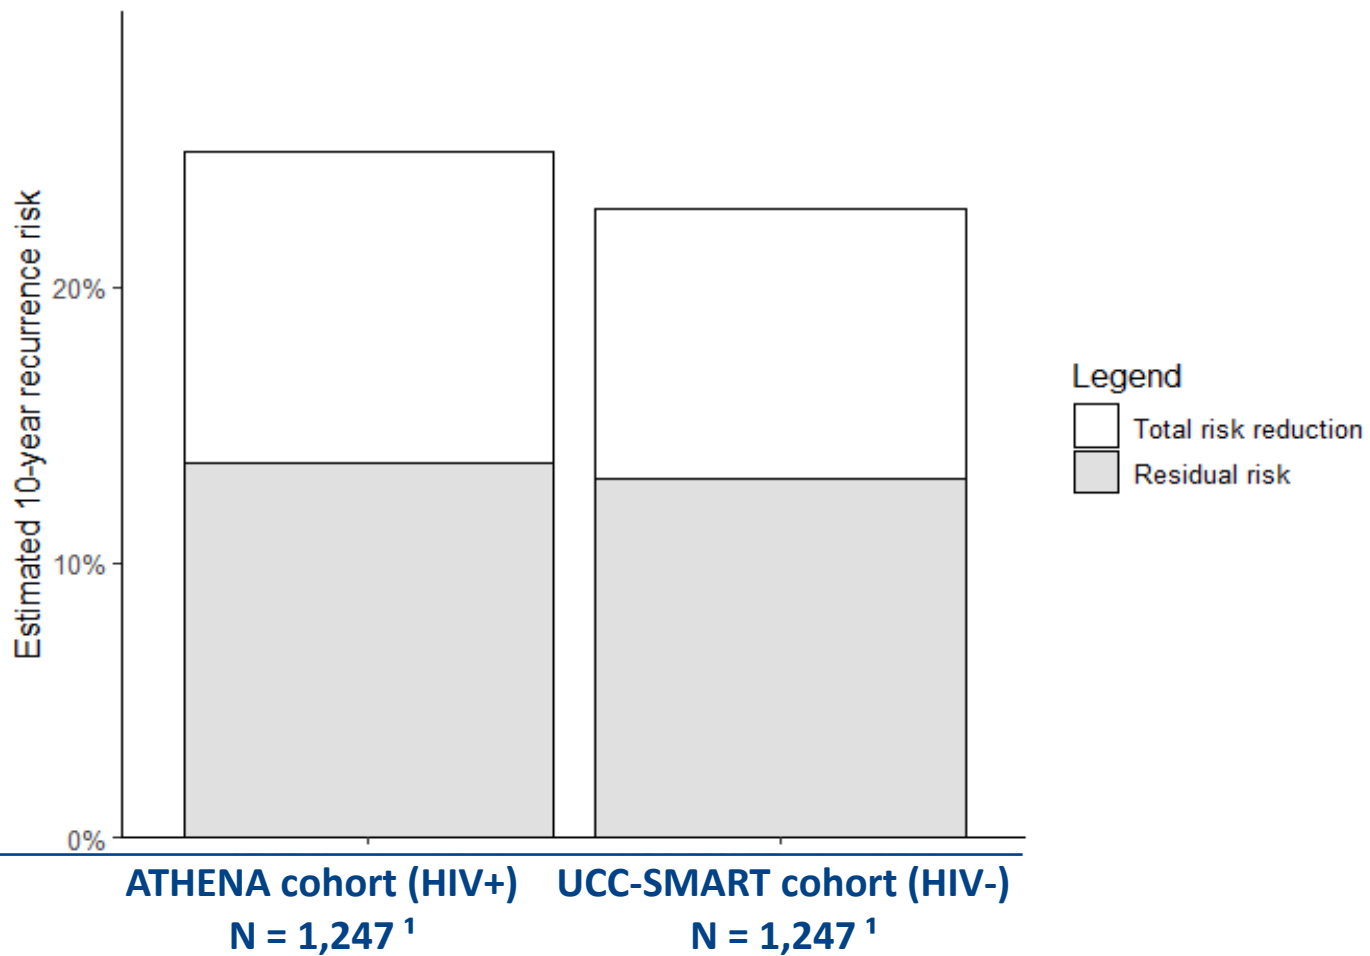 Estimated 10-year recurrence risk
20%
10%
0%
Legend
Total risk reduction
Residual risk
ATHENA cohort (HIV+)
N = 1,247 ¹
UCC-SMART cohort (HIV-)
N = 1,247 ¹